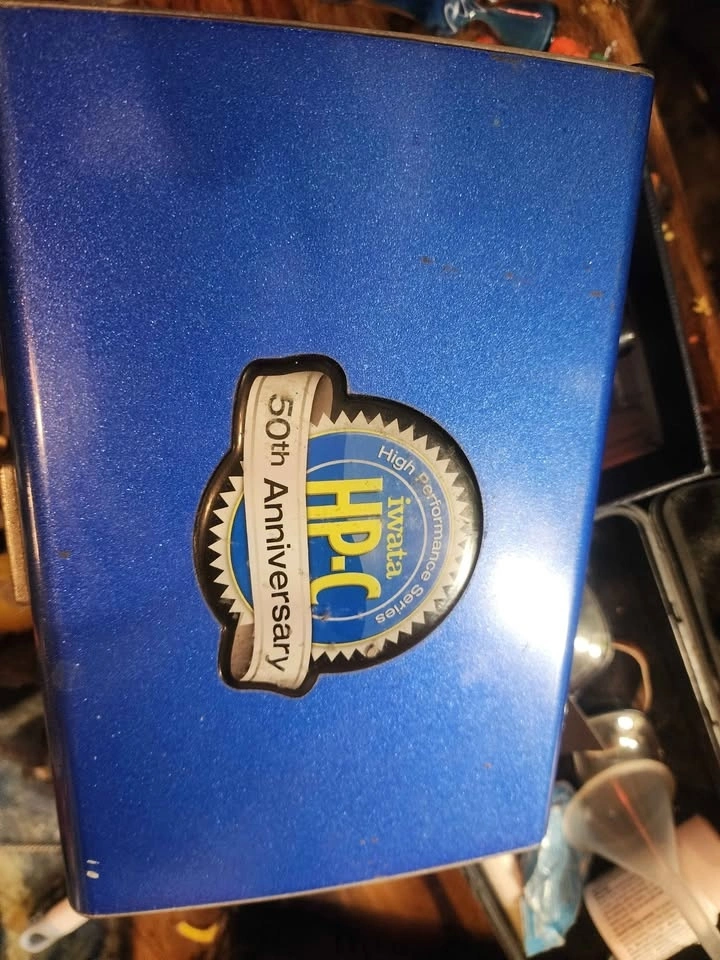 High Performance Series
iwata
HP-C
50th Anniversary